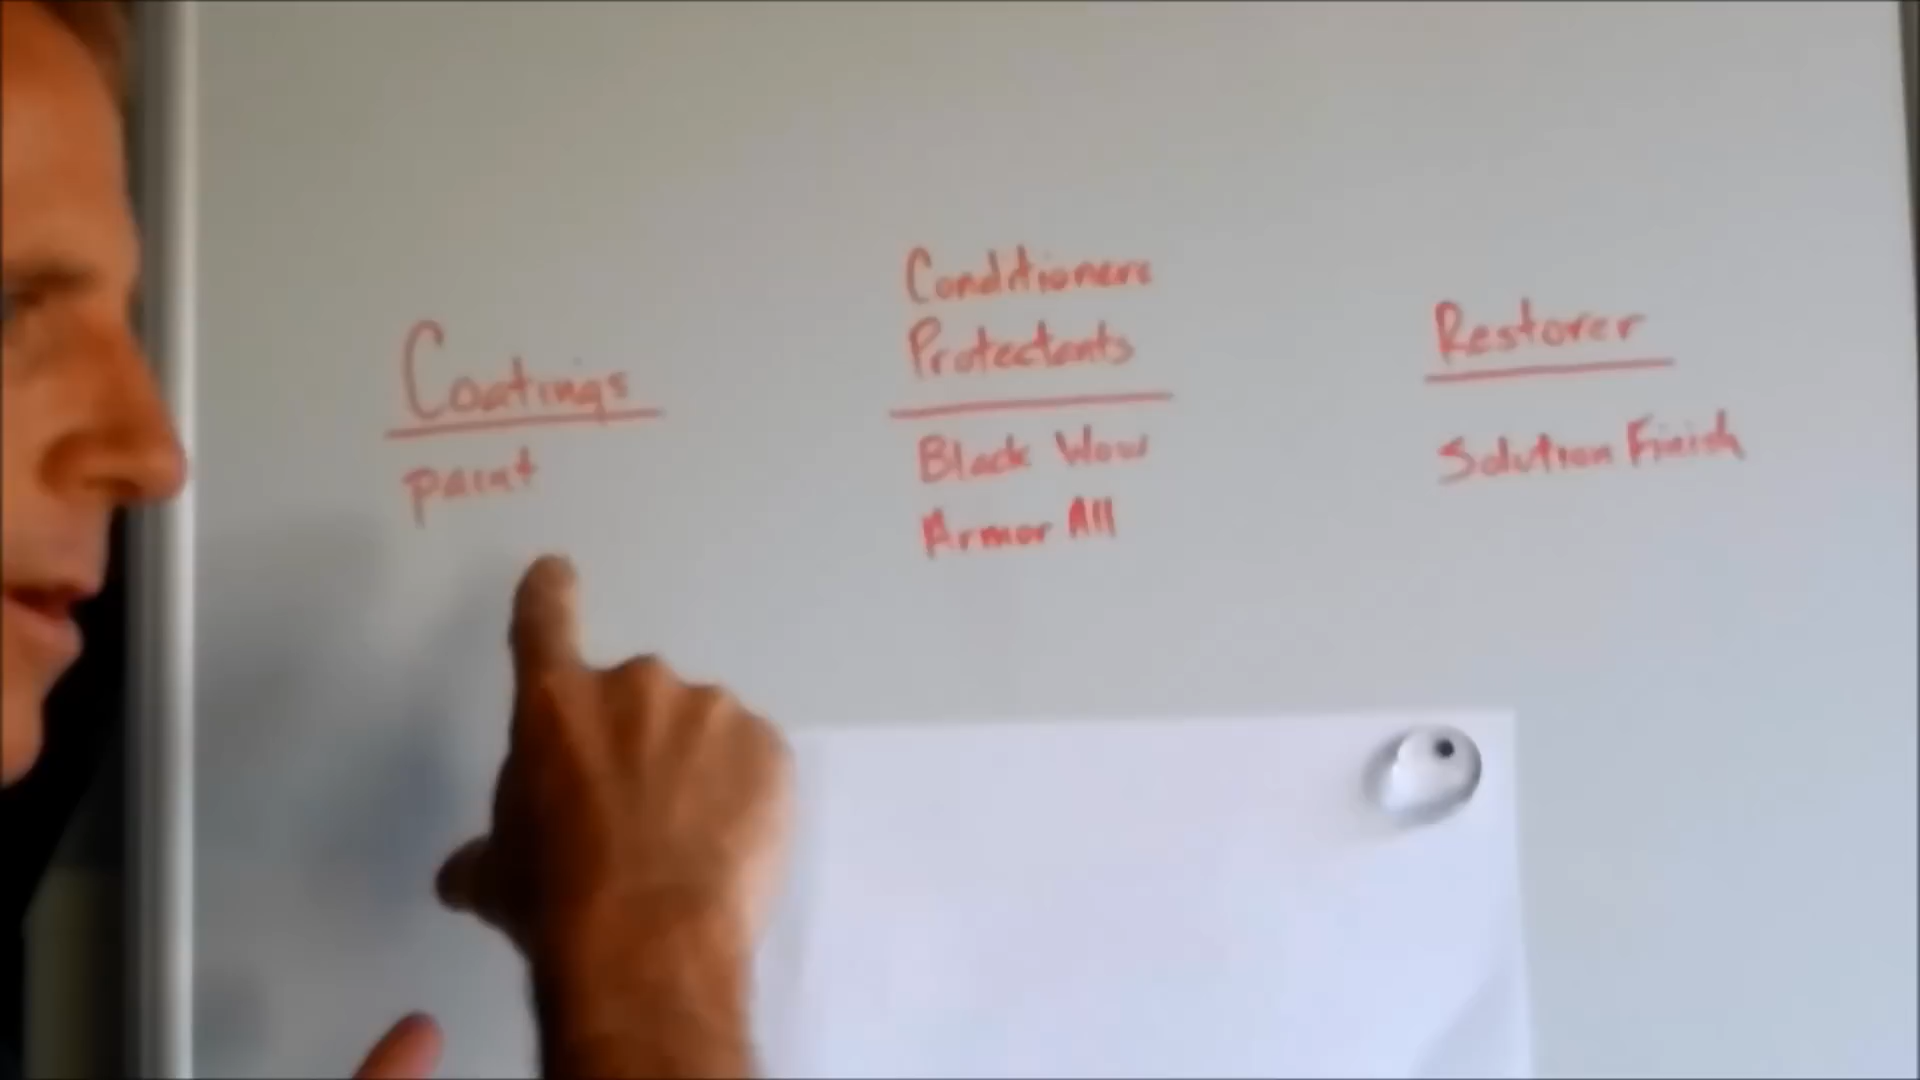 Coatings
paint
Conditioners
Protectants
Black Wow
Armor All
Restorer
Solution Finish